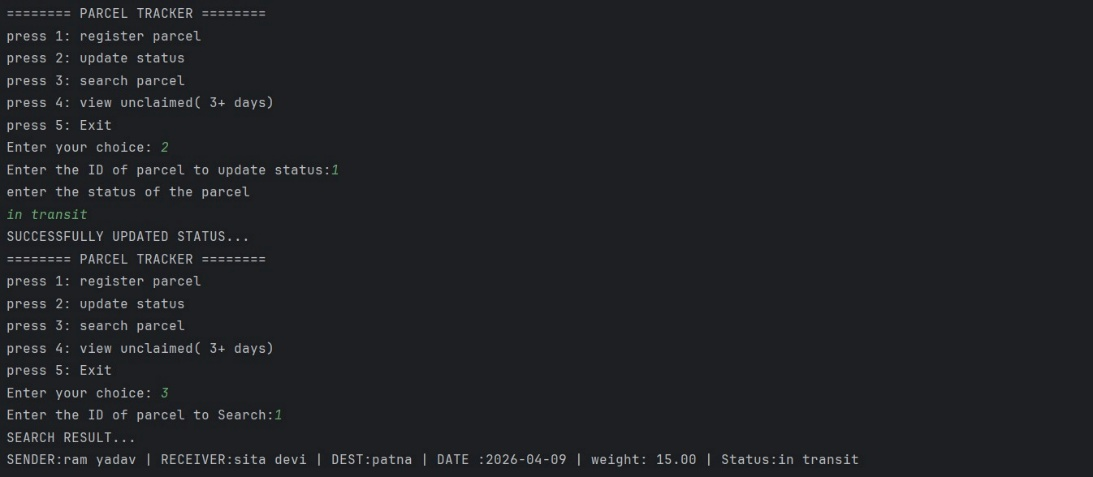 ======== PARCEL TRACKER ========
press 1: register parcel
press 2: update status
press 3: search parcel
press 4: view unclaimed( 3+ days)
press 5: Exit
Enter your choice: 2
Enter the ID of parcel to update status:1
enter the status of the parcel
in transit
SUCCESSFULLY UPDATED STATUS...
======== PARCEL TRACKER ========
press 1: register parcel
press 2: update status
press 3: search parcel
press 4: view unclaimed( 3+ days)
press 5: Exit
Enter your choice: 3
Enter the ID of parcel to Search:1
SEARCH RESULT...
SENDER:ram yadav | RECEIVER:sita devi | DEST:patna | DATE :2026-04-09 | weight: 15.00 | Status:in transit